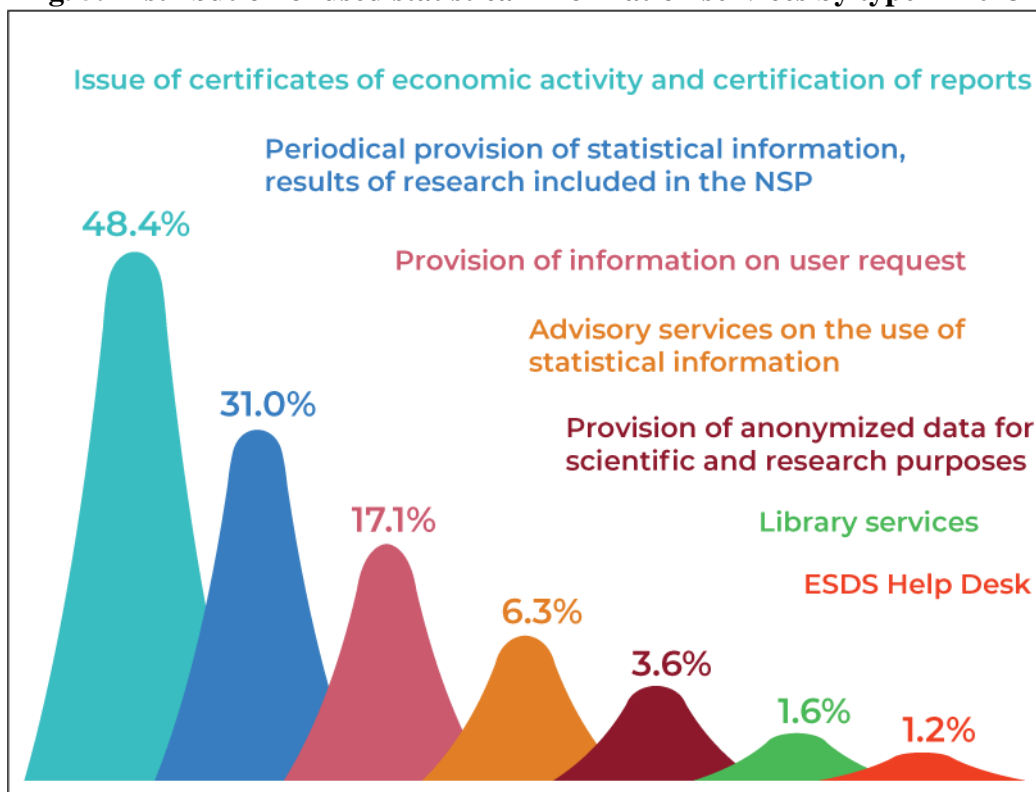 Issue of certificates of economic activity and certification of reports
Periodical provision of statistical information,
results of research included in the NSP
48.4%
Provision of information on user request
Advisory services on the use of
statistical information
31.0%
Provision of anonymized data for
scientific and research purposes
17.1%
Library services
ESDS Help Desk
6.3%
3.6%
1.6%
1.2%